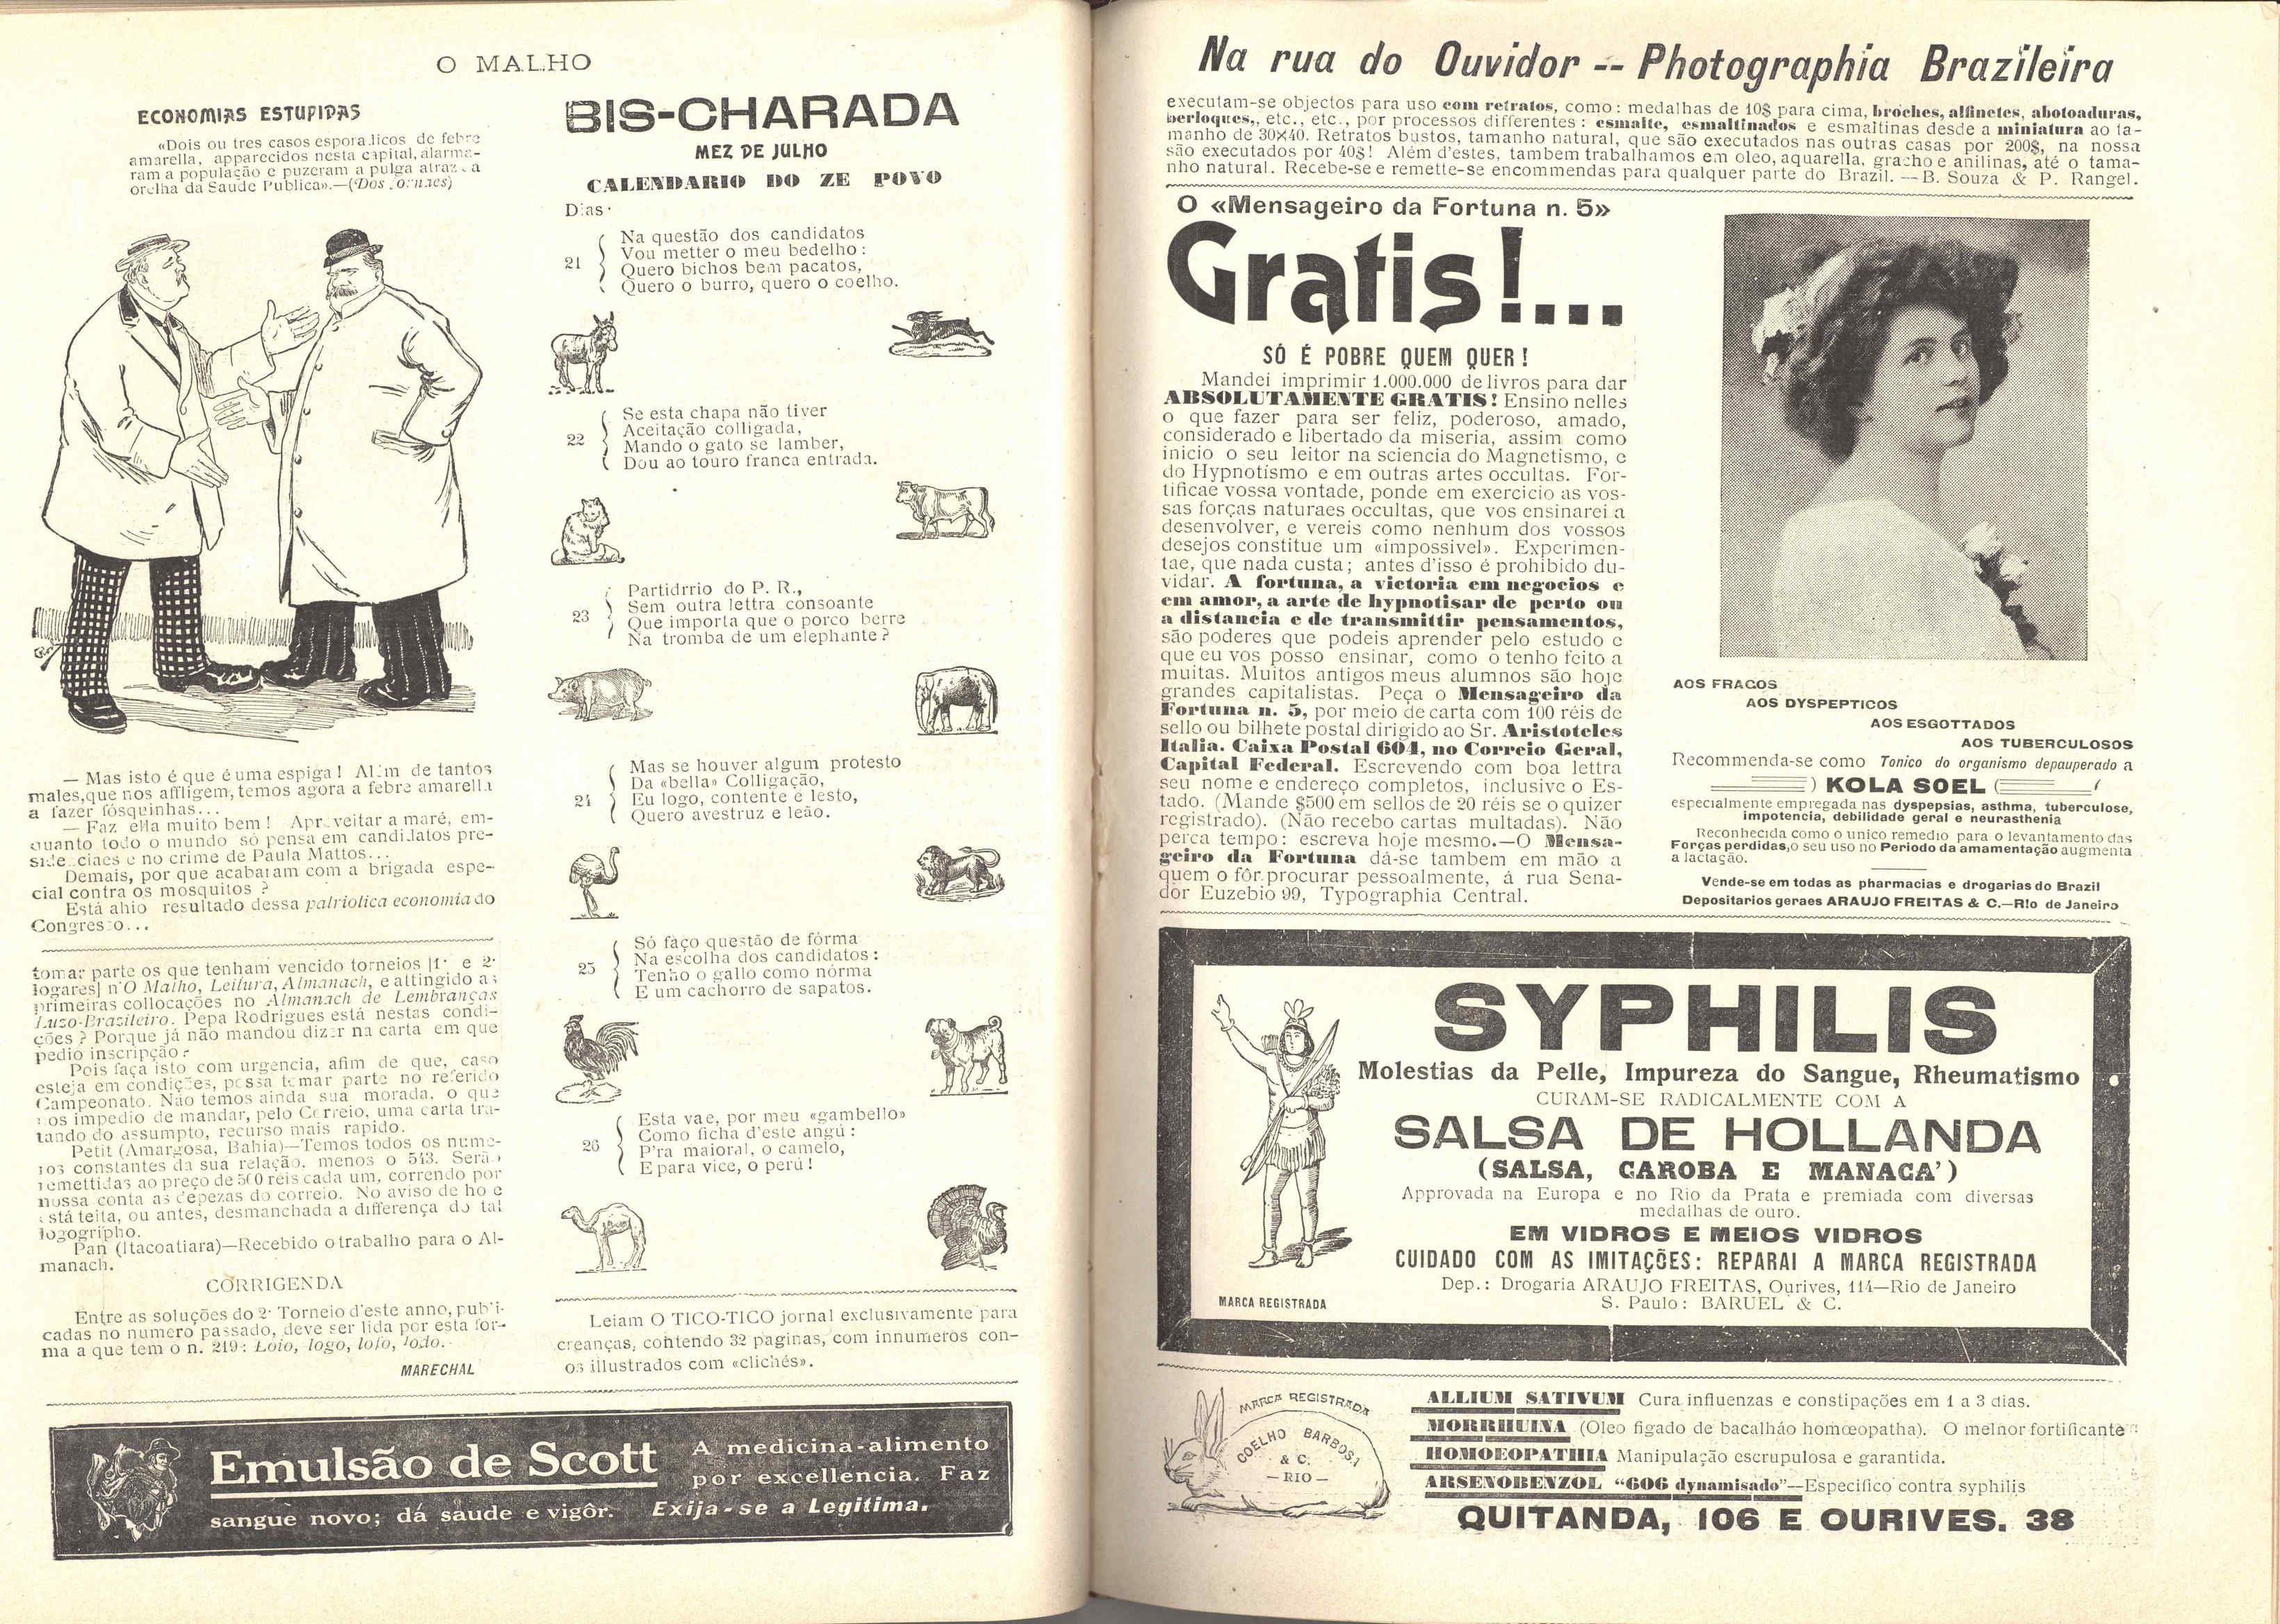 O MALHO
ECONOMIAS ESTUPIDAS
«Dois ou tres casos esporadicos de febre
amarella, apparecidos nesta capital, alarma-
ram a população e puzeram a pulga atraz da
orelha da Saude Publica».—(Dos Jornaes)
— Mas isto é que é uma espiga! Além de tantos
males, que nos affligem, temos agora a febre amarella
a fazer fósquinhas...
— Faz ella muito bem! Aproveitar a maré, em-
quanto todo o mundo só pensa em candidatos pre-
sidenciaes e no crime de Paula Mattos...
Demais, por que acabaram com a brigada espe-
cial contra os mosquitos?
Está ahi o resultado dessa patriotica economia do
Congresso...
tomar parte os que tenham vencido torneios [1· e 2·
logares] n'O Malho, Leitura, Almanach, e attingido as
primeiras collocações no Almanach de Lembranças
Luzo-Brazileiro. Pepa Rodrigues está nestas condi-
ções? Porque já não mandou dizer na carta em que
pedio inscripção?
Pois faça isto com urgencia, afim de que, caso
esteja em condições, possa tomar parte no referido
Campeonato. Não temos ainda sua morada, o que
nos impedio de mandar, pelo Correio, uma carta tra-
tando do assumpto, recurso mais rapido.
Petit (Amargosa, Bahia)—Temos todos os nume-
ros constantes da sua relação, menos o 543. Serão
remettidas ao preço de 500 réis cada um, correndo por
nossa conta as depezas do correio. No aviso de hoje
está feita, ou antes, desmanchada a differença do tal
logogripho.
Pan (Itacoatiara)—Recebido o trabalho para o Al-
manach.
CORRIGENDA
Entre as soluções do 2· Torneio d'este anno, publi-
cadas no numero passado, deve ser lida por esta for-
ma a que tem o n. 219: Loio, logo, lolo, lodo.
MARECHAL
BIS-CHARADA
MEZ DE JULHO
CALENDARIO DO ZE POVO
Dias·
Na questão dos candidatos
Vou metter o meu bedelho:
21
Quero bichos bem pacatos,
Quero o burro, quero o coelho.
Se esta chapa não tiver
Aceitação colligada,
22
Mando o gato se lamber,
Dou ao touro franca entrada.
Partidrrio do P. R.,
Sem outra lettra consoante
23
Que importa que o porco berre
Na tromba de um elephante?
Mas se houver algum protesto
Da «bella» Colligação,
24
Eu logo, contente e lesto,
Quero avestruz e leão.
Só faço questão de fórma
Na escolha dos candidatos:
25
Tenho o gallo como nórma
E um cachorro de sapatos.
Esta vae, por meu «gambello»
Como ficha d'este angú:
26
P'ra maioral, o camelo,
E para vice, o perú!
Leiam O TICO-TICO jornal exclusivamente para
creanças, contendo 32 paginas, com innumeros con-
os illustrados com «clichés».
Emulsão de Scott
A medicina-alimento
por excellencia. Faz
sangue novo; dá saude e vigôr. Exija-se a Legitima.
Na rua do Ouvidor -- Photographia Brazileira
executam-se objectos para uso com retratos, como: medalhas de 10$ para cima, broches, alfinetes, abotoaduras,
berloques,, etc., etc., por processos differentes: esmalte, esmaltinados e esmaltinas desde a miniatura ao ta-
manho de 30×40. Retratos bustos, tamanho natural, que são executados nas outras casas por 200$, na nossa
são executados por 40$! Além d'estes, tambem trabalhamos em oleo, aquarella, gracho e anilinas, até o tama-
nho natural. Recebe-se e remette-se encommendas para qualquer parte do Brazil. —B. Souza & P. Rangel.
O «Mensageiro da Fortuna n. 5»
Gratis!...
SÓ É POBRE QUEM QUER!
Mandei imprimir 1.000.000 de livros para dar
ABSOLUTAMENTE GRATIS! Ensino nelles
o que fazer para ser feliz, poderoso, amado,
considerado e libertado da miseria, assim como
inicio o seu leitor na sciencia do Magnetismo, e
do Hypnotismo e em outras artes occultas. For-
tificae vossa vontade, ponde em exercicio as vos-
sas forças naturaes occultas, que vos ensinarei a
desenvolver, e vereis como nenhum dos vossos
desejos constitue um «impossivel». Experimen-
tae, que nada custa; antes d'isso é prohibido du-
vidar. A fortuna, a victoria em negocios e
em amor, a arte de hypnotisar de perto ou
a distancia e de transmittir pensamentos,
são poderes que podeis aprender pelo estudo e
que eu vos posso ensinar, como o tenho feito a
muitas. Muitos antigos meus alumnos são hoje
grandes capitalistas. Peça o Mensageiro da
Fortuna n. 5, por meio de carta com 100 réis de
sello ou bilhete postal dirigido ao Sr. Aristoteles
Italia. Caixa Postal 604, no Correio Geral,
Capital Federal. Escrevendo com boa lettra
seu nome e endereço completos, inclusive o Es-
tado. (Mande $500 em sellos de 20 réis se o quizer
registrado). (Não recebo cartas multadas). Não
perca tempo: escreva hoje mesmo.—O Mensa-
geiro da Fortuna dá-se tambem em mão a
quem o fôr procurar pessoalmente, á rua Sena-
dor Euzebio 99, Typographia Central.
AOS FRACOS
AOS DYSPEPTICOS
AOS ESGOTTADOS
AOS TUBERCULOSOS
Recommenda-se como Tonico do organismo depauperado a
KOLA SOEL
especialmente empregada nas dyspepsias, asthma, tuberculose,
impotencia, debilidade geral e neurasthenia
Reconhecida como o unico remedio para o levantamento das
Forças perdidas, o seu uso no Periodo da amamentação augmenta
a lactação.
Vende-se em todas as pharmacias e drogarias do Brazil
Depositarios geraes ARAUJO FREITAS & C.—Rio de Janeiro
SYPHILIS
Molestias da Pelle, Impureza do Sangue, Rheumatismo
CURAM-SE RADICALMENTE COM A
SALSA DE HOLLANDA
(SALSA, CAROBA E MANACA')
Approvada na Europa e no Rio da Prata e premiada com diversas
medalhas de ouro.
EM VIDROS E MEIOS VIDROS
CUIDADO COM AS IMITAÇÕES: REPARAI A MARCA REGISTRADA
Dep.: Drogaria ARAUJO FREITAS, Ourives, 114—Rio de Janeiro
S. Paulo: BARUEL & C.
MARCA REGISTRADA
MARCA REGISTRADA
COELHO BARBOSA
& C.
—RIO—
ALLIUM SATIVUM Cura influenzas e constipações em 1 a 3 dias.
MORRHUINA (Oleo figado de bacalháo homœopatha). O melhor fortificante
HOMOEOPATHIA Manipulação escrupulosa e garantida.
ARSENOBENZOL "606 dynamisado"—Especifico contra syphilis
QUITANDA, 106 E OURIVES. 38